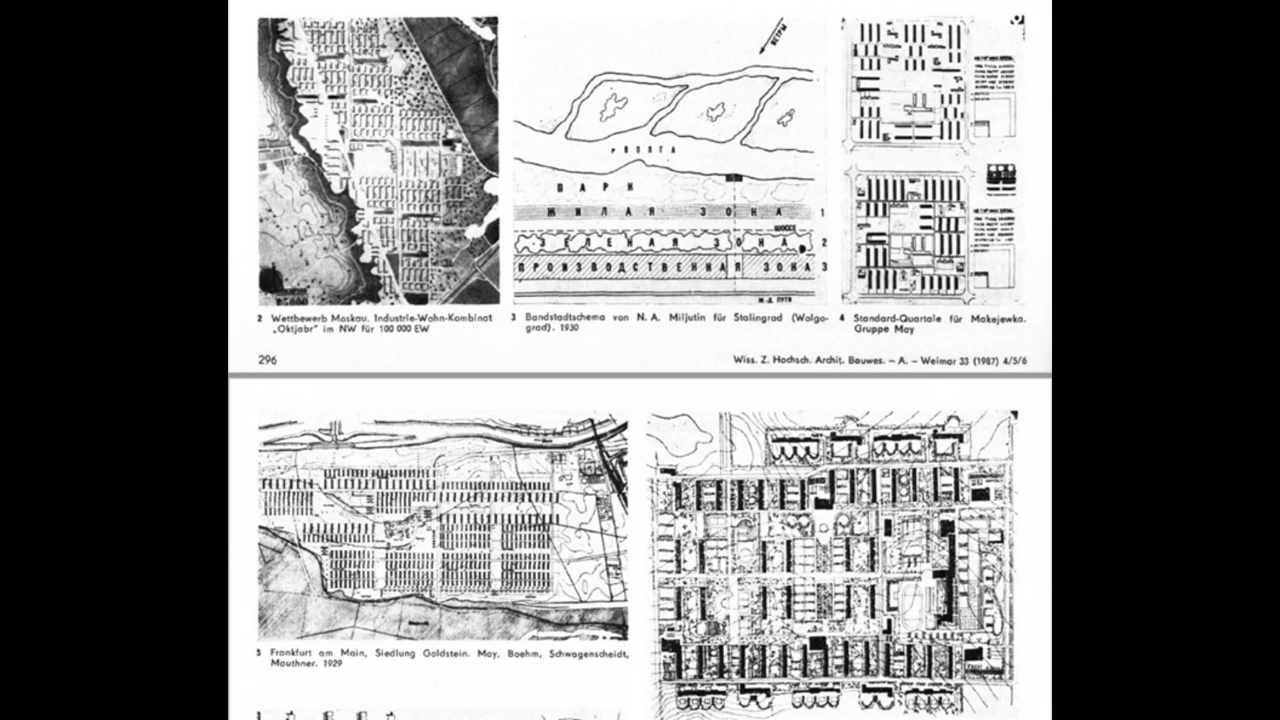 ВЕТРЫ
Р ВОЛГА
ПАРК
ЖИЛАЯ ЗОНА 1
ШОССЕ
ЗЕЛЕНАЯ ЗОНА 2
ПРОИЗВОДСТВЕННАЯ ЗОНА 3
Ж.Д. ПУТИ
2 Wettbewerb Moskau. Industrie-Wohn-Kombinat
„Oktjabr" im NW für 100 000 EW
3 Bandstadtschema von N. A. Miljutin für Stalingrad (Wolgo-
grad). 1930
4 Standard-Quartale für Makejewka.
Gruppe May
296
Wiss. Z. Hochsch. Archit. Bauwes. – A. – Weimar 33 (1987) 4/5/6
5 Frankfurt am Main, Siedlung Goldstein. May, Boehm, Schwagenscheidt,
Mauthner. 1929